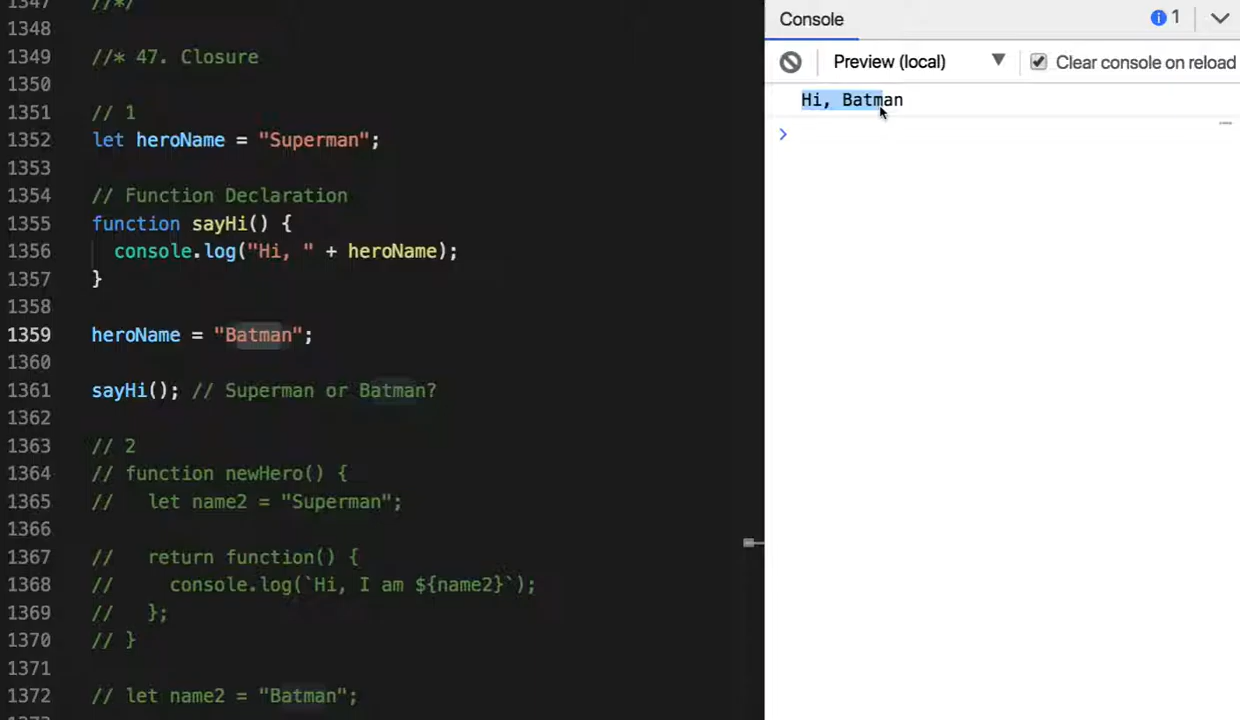 1347 //*/
1348
1349 //* 47. Closure
1350
1351 // 1
1352 let heroName = "Superman";
1353
1354 // Function Declaration
1355 function sayHi() {
1356   console.log("Hi, " + heroName);
1357 }
1358
1359 heroName = "Batman";
1360
1361 sayHi(); // Superman or Batman?
1362
1363 // 2
1364 // function newHero() {
1365 //   let name2 = "Superman";
1366
1367 //   return function() {
1368 //     console.log(`Hi, I am ${name2}`);
1369 //   };
1370 // }
1371
1372 // let name2 = "Batman";
Console
1
Preview (local)
Clear console on reload
Hi, Batman